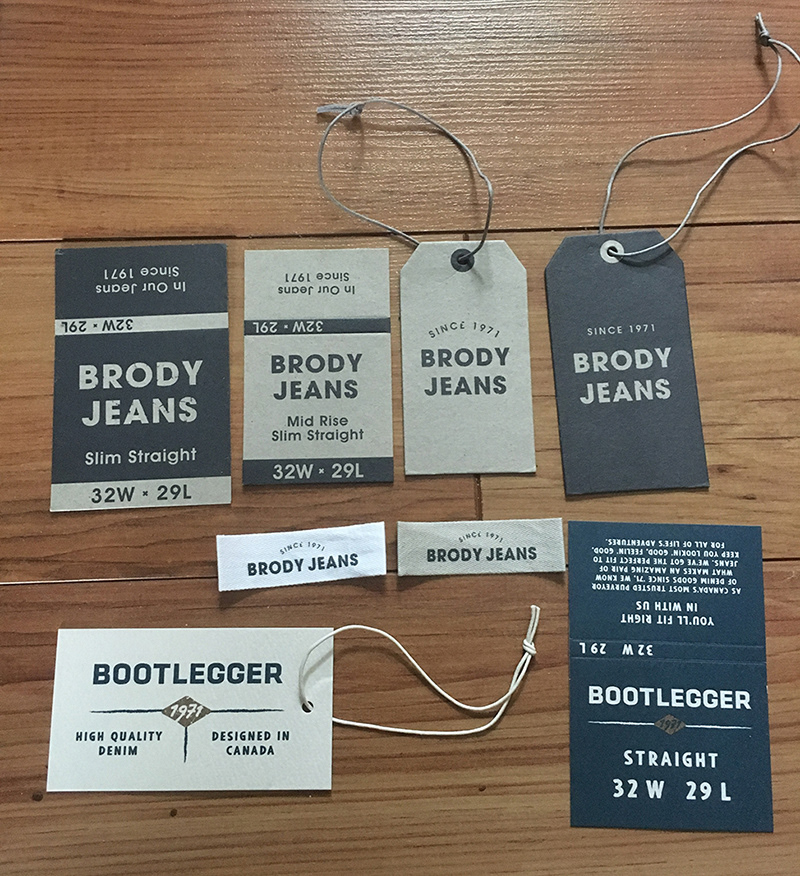 In Our Jeans
Since 1971
32W × 29L
BRODY
JEANS
Slim Straight
32W × 29L
In Our Jeans
Since 1971
32W × 29L
BRODY
JEANS
Mid Rise
Slim Straight
32W × 29L
SINCE 1971
BRODY
JEANS
SINCE 1971
BRODY
JEANS
SINCE 1971
BRODY JEANS
SINCE 1971
BRODY JEANS
BOOTLEGGER
1971
HIGH QUALITY
DENIM
DESIGNED IN
CANADA
YOU'LL FIT RIGHT
IN WITH US
AS CANADA'S MOST TRUSTED PURVEYOR
OF DENIM GOODS SINCE '71, WE KNOW
WHAT MAKES AN AMAZING PAIR OF
JEANS. WE'VE GOT THE PERFECT FIT TO
KEEP YOU LOOKIN' GOOD, FEELIN' GOOD,
FOR ALL OF LIFE'S ADVENTURES.
32W 29L
BOOTLEGGER
1971
STRAIGHT
32 W 29 L